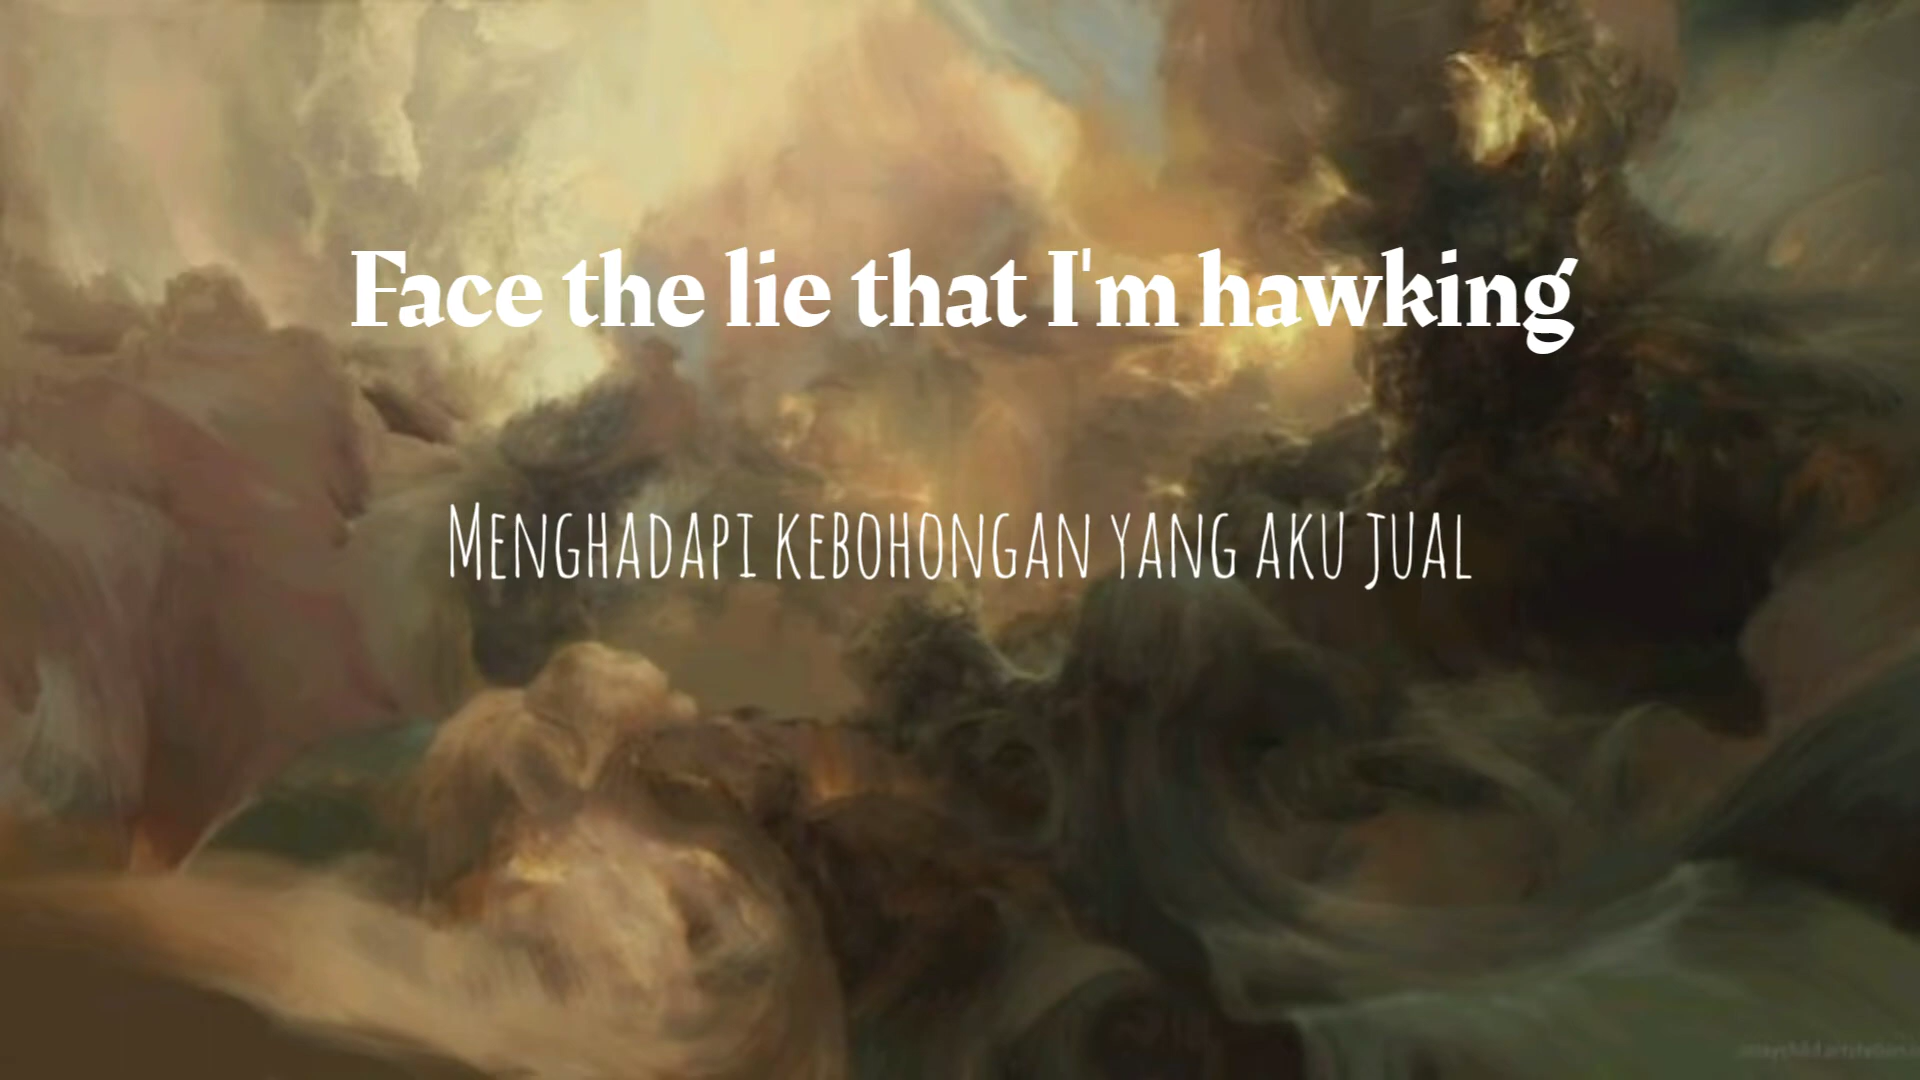 Face the lie that I'm hawking
Menghadapi kebohongan yang aku jual